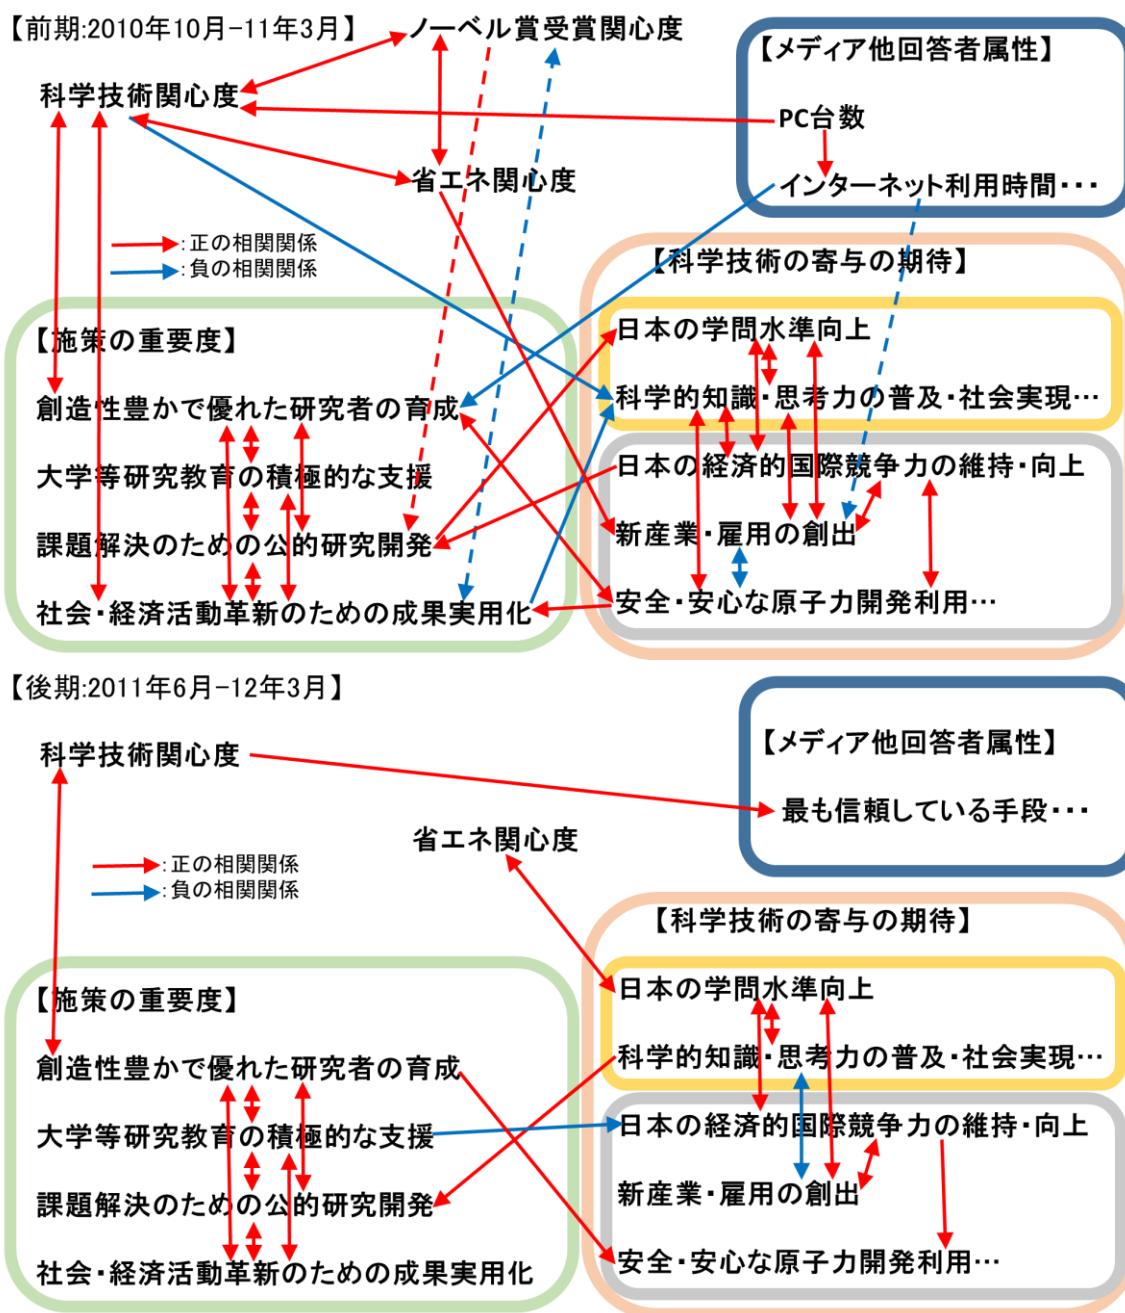 【前期:2010年10月-11年3月】
ノーベル賞受賞関心度
【メディア他回答者属性】
科学技術関心度
PC台数
省エネ関心度
インターネット利用時間･･･
:正の相関関係
:負の相関関係
【科学技術の寄与の期待】
【施策の重要度】
日本の学問水準向上
創造性豊かで優れた研究者の育成
科学的知識･思考力の普及･社会実現…
大学等研究教育の積極的な支援
日本の経済的国際競争力の維持･向上
課題解決のための公的研究開発
新産業･雇用の創出
社会･経済活動革新のための成果実用化
安全･安心な原子力開発利用…
【後期:2011年6月-12年3月】
科学技術関心度
【メディア他回答者属性】
最も信頼している手段･･･
省エネ関心度
:正の相関関係
:負の相関関係
【科学技術の寄与の期待】
【施策の重要度】
日本の学問水準向上
創造性豊かで優れた研究者の育成
科学的知識･思考力の普及･社会実現…
大学等研究教育の積極的な支援
日本の経済的国際競争力の維持･向上
課題解決のための公的研究開発
新産業･雇用の創出
社会･経済活動革新のための成果実用化
安全･安心な原子力開発利用…